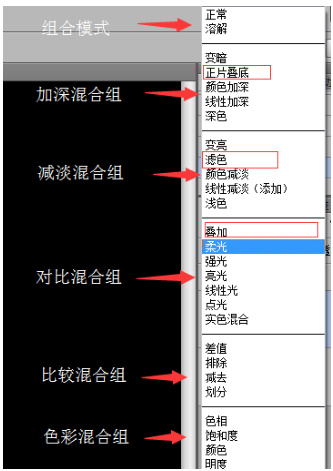 组合模式
正常
溶解
加深混合组
变暗
正片叠底
颜色加深
线性加深
深色
减淡混合组
变亮
滤色
颜色减淡
线性减淡（添加）
浅色
对比混合组
叠加
柔光
强光
亮光
线性光
点光
实色混合
比较混合组
差值
排除
减去
划分
色彩混合组
色相
饱和度
颜色
明度